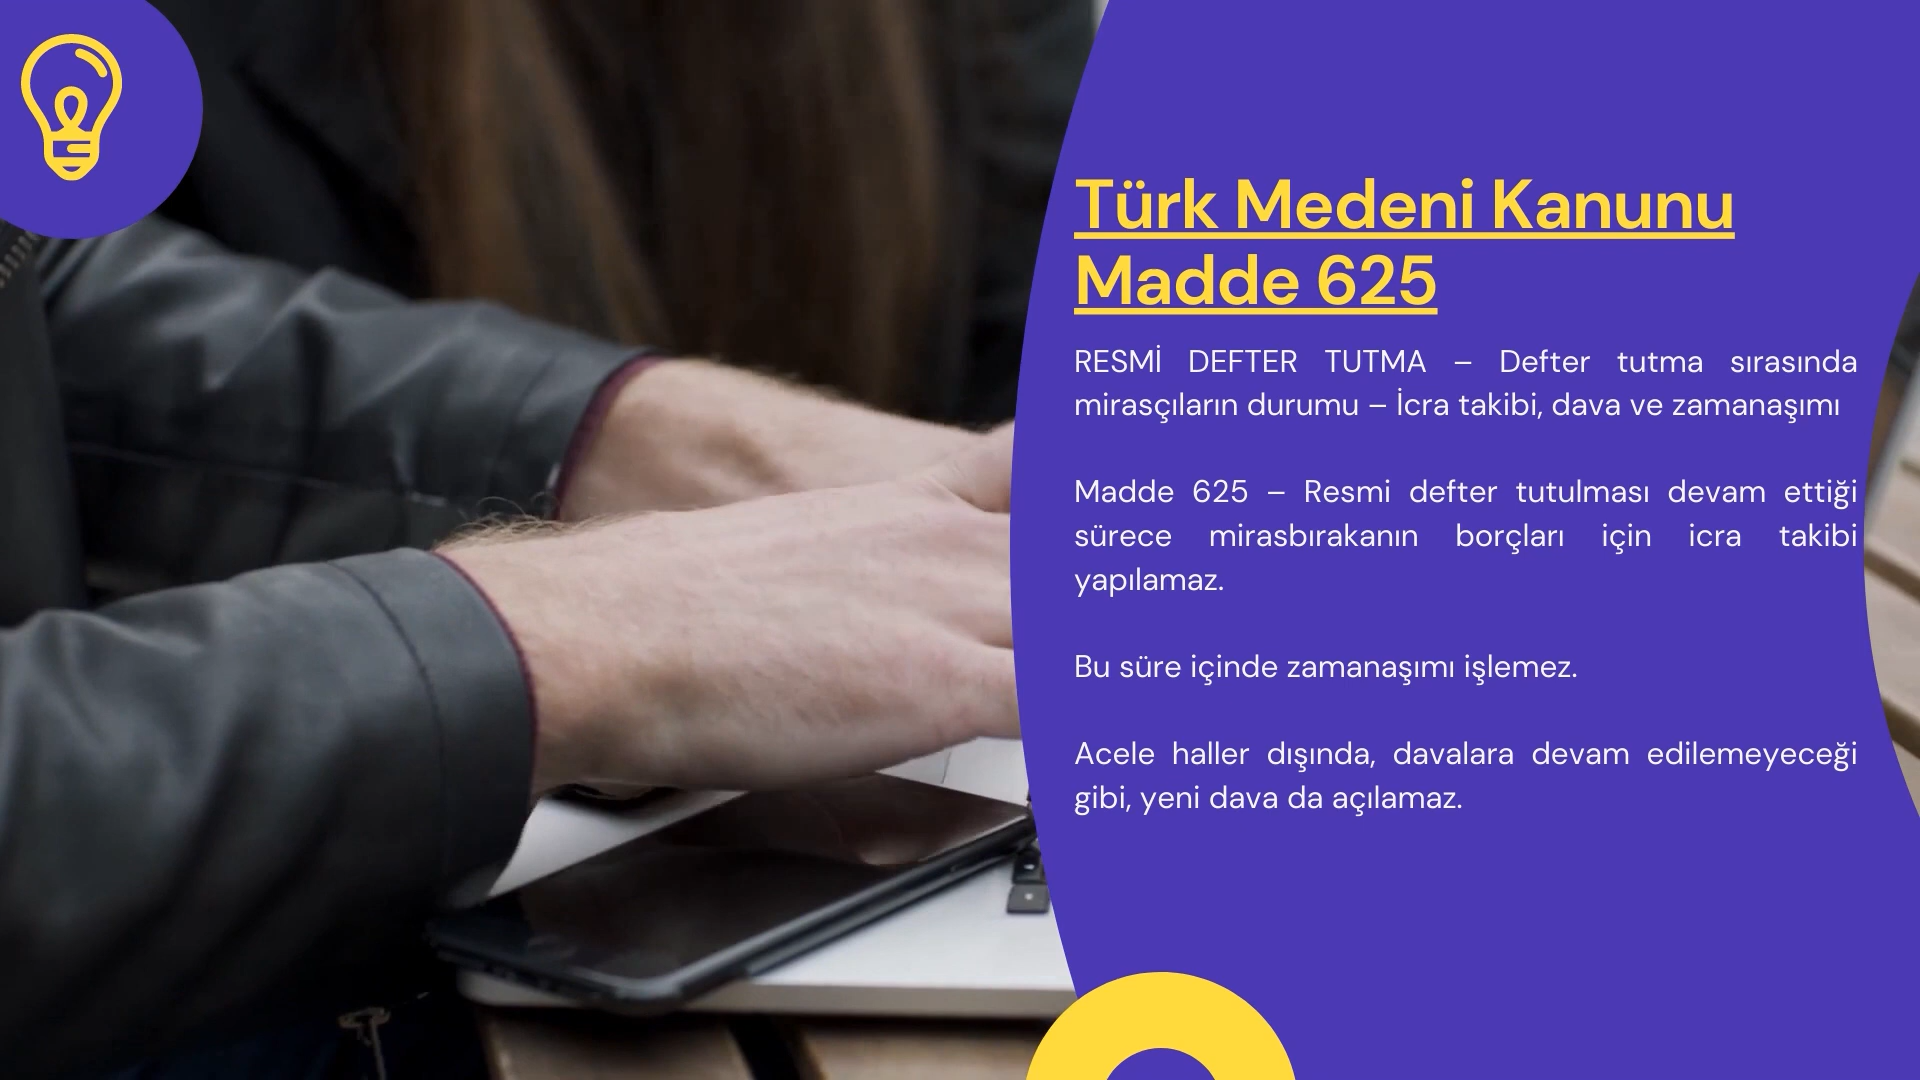 Türk Medeni Kanunu
Madde 625
RESMİ DEFTER TUTMA – Defter tutma sırasında
mirasçıların durumu – İcra takibi, dava ve zamanaşımı
Madde 625 – Resmi defter tutulması devam ettiği
sürece mirasbırakanın borçları için icra takibi
yapılamaz.
Bu süre içinde zamanaşımı işlemez.
Acele haller dışında, davalara devam edilemeyeceği
gibi, yeni dava da açılamaz.